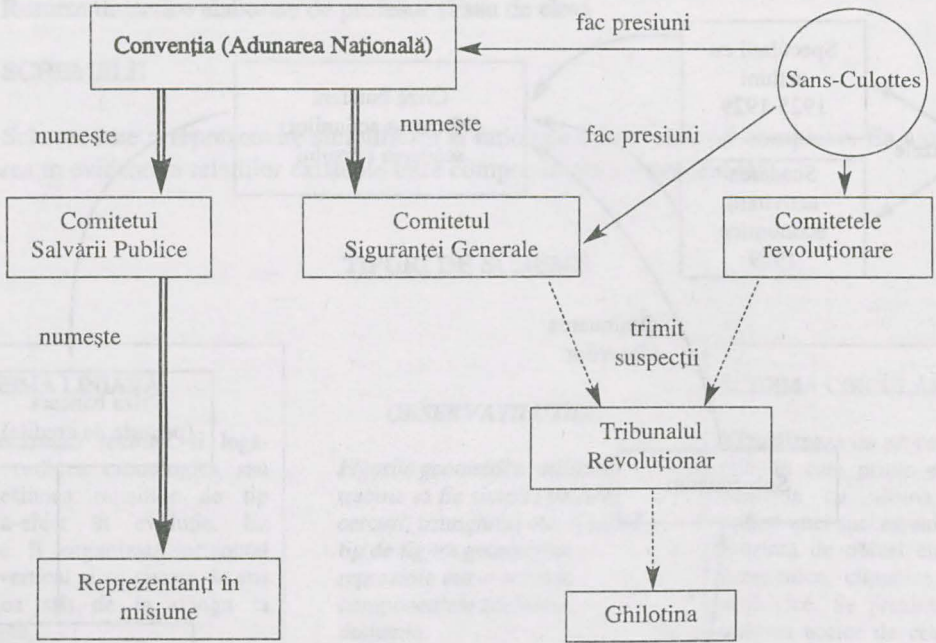 Convenția (Adunarea Națională)
fac presiuni
Sans-Culottes
numește
numește
fac presiuni
Comitetul
Salvării Publice
Comitetul
Siguranței Generale
Comitetele
revoluționare
numește
trimit
suspecții
Tribunalul
Revoluționar
Reprezentanți în
misiune
Ghilotina